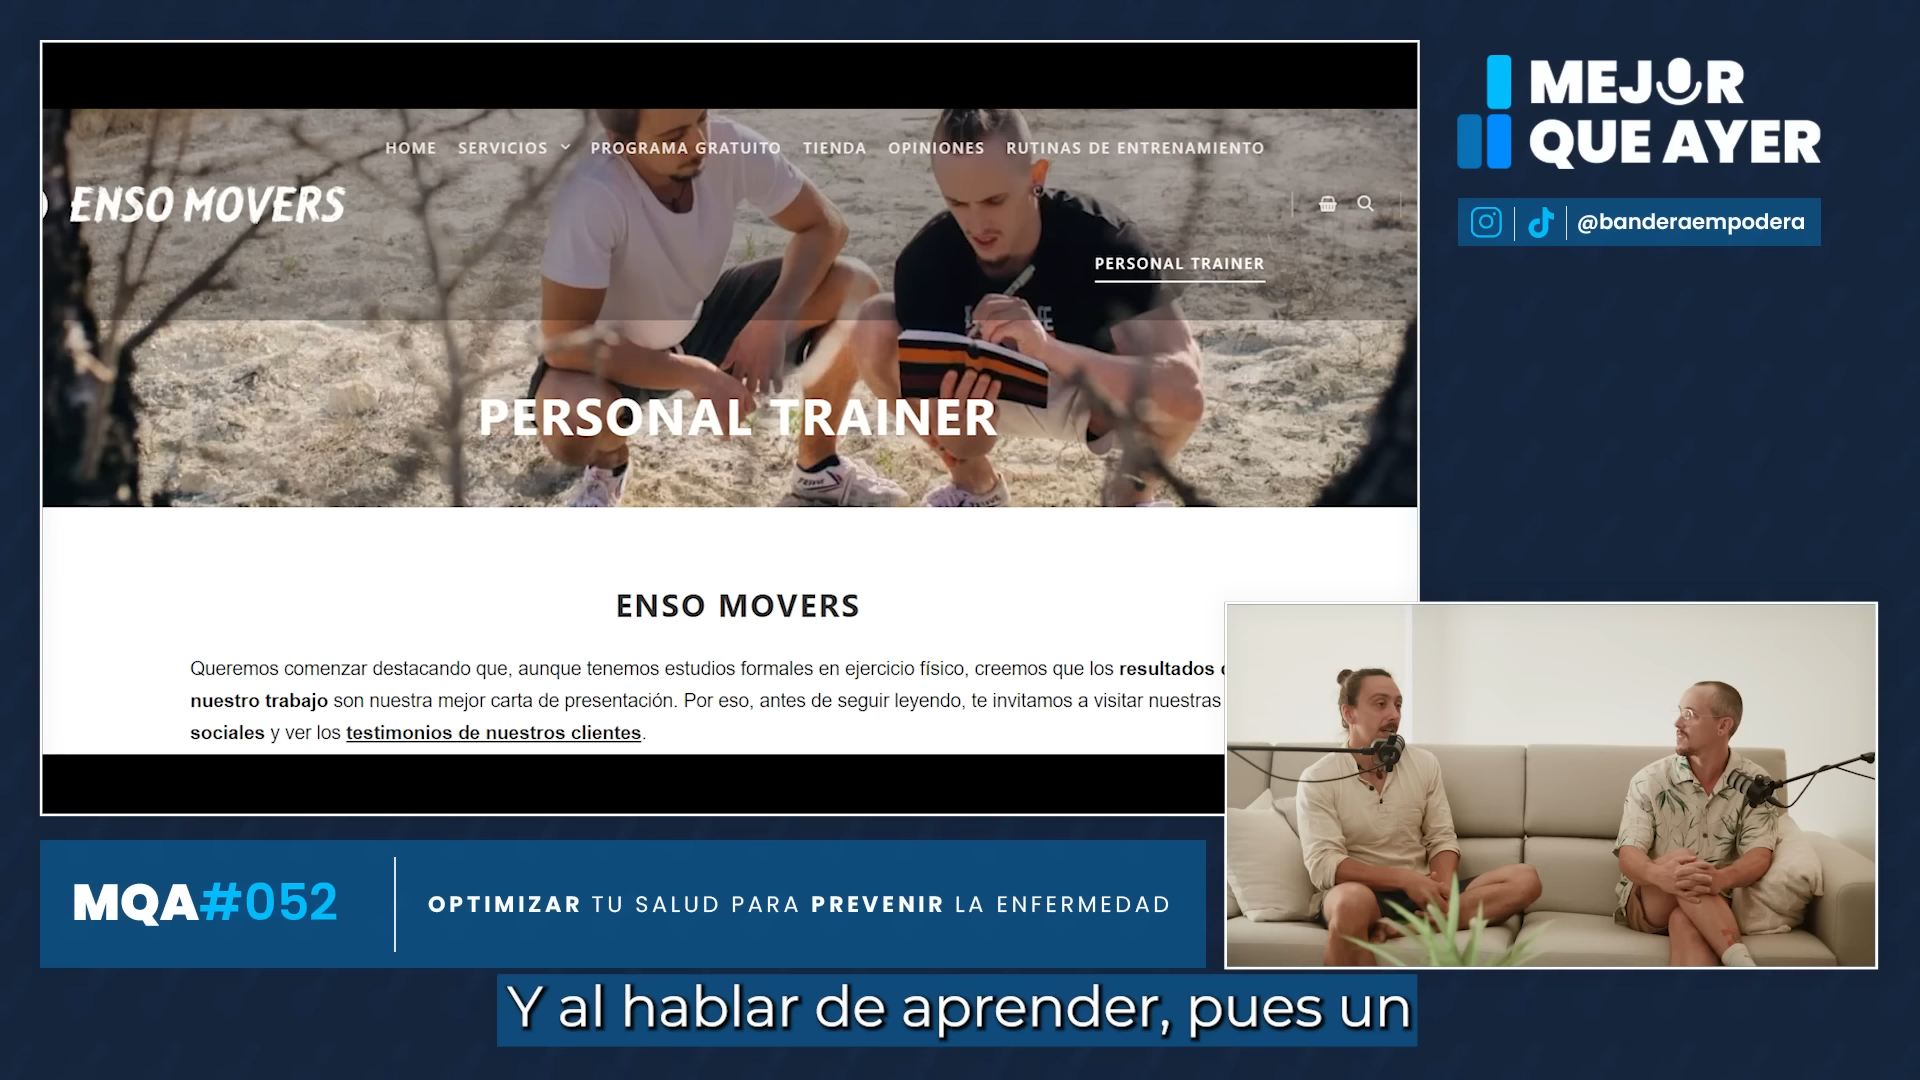 HOME SERVICIOS PROGRAMA GRATUITO TIENDA OPINIONES RUTINAS DE ENTRENAMIENTO
ENSO MOVERS
PERSONAL TRAINER
PERSONAL TRAINER
ENSO MOVERS
Queremos comenzar destacando que, aunque tenemos estudios formales en ejercicio físico, creemos que los resultados
nuestro trabajo son nuestra mejor carta de presentación. Por eso, antes de seguir leyendo, te invitamos a visitar nuestras
sociales y ver los testimonios de nuestros clientes.
MEJOR
QUE AYER
@banderaempodera
MQA#052
OPTIMIZAR TU SALUD PARA PREVENIR LA ENFERMEDAD
Y al hablar de aprender, pues un